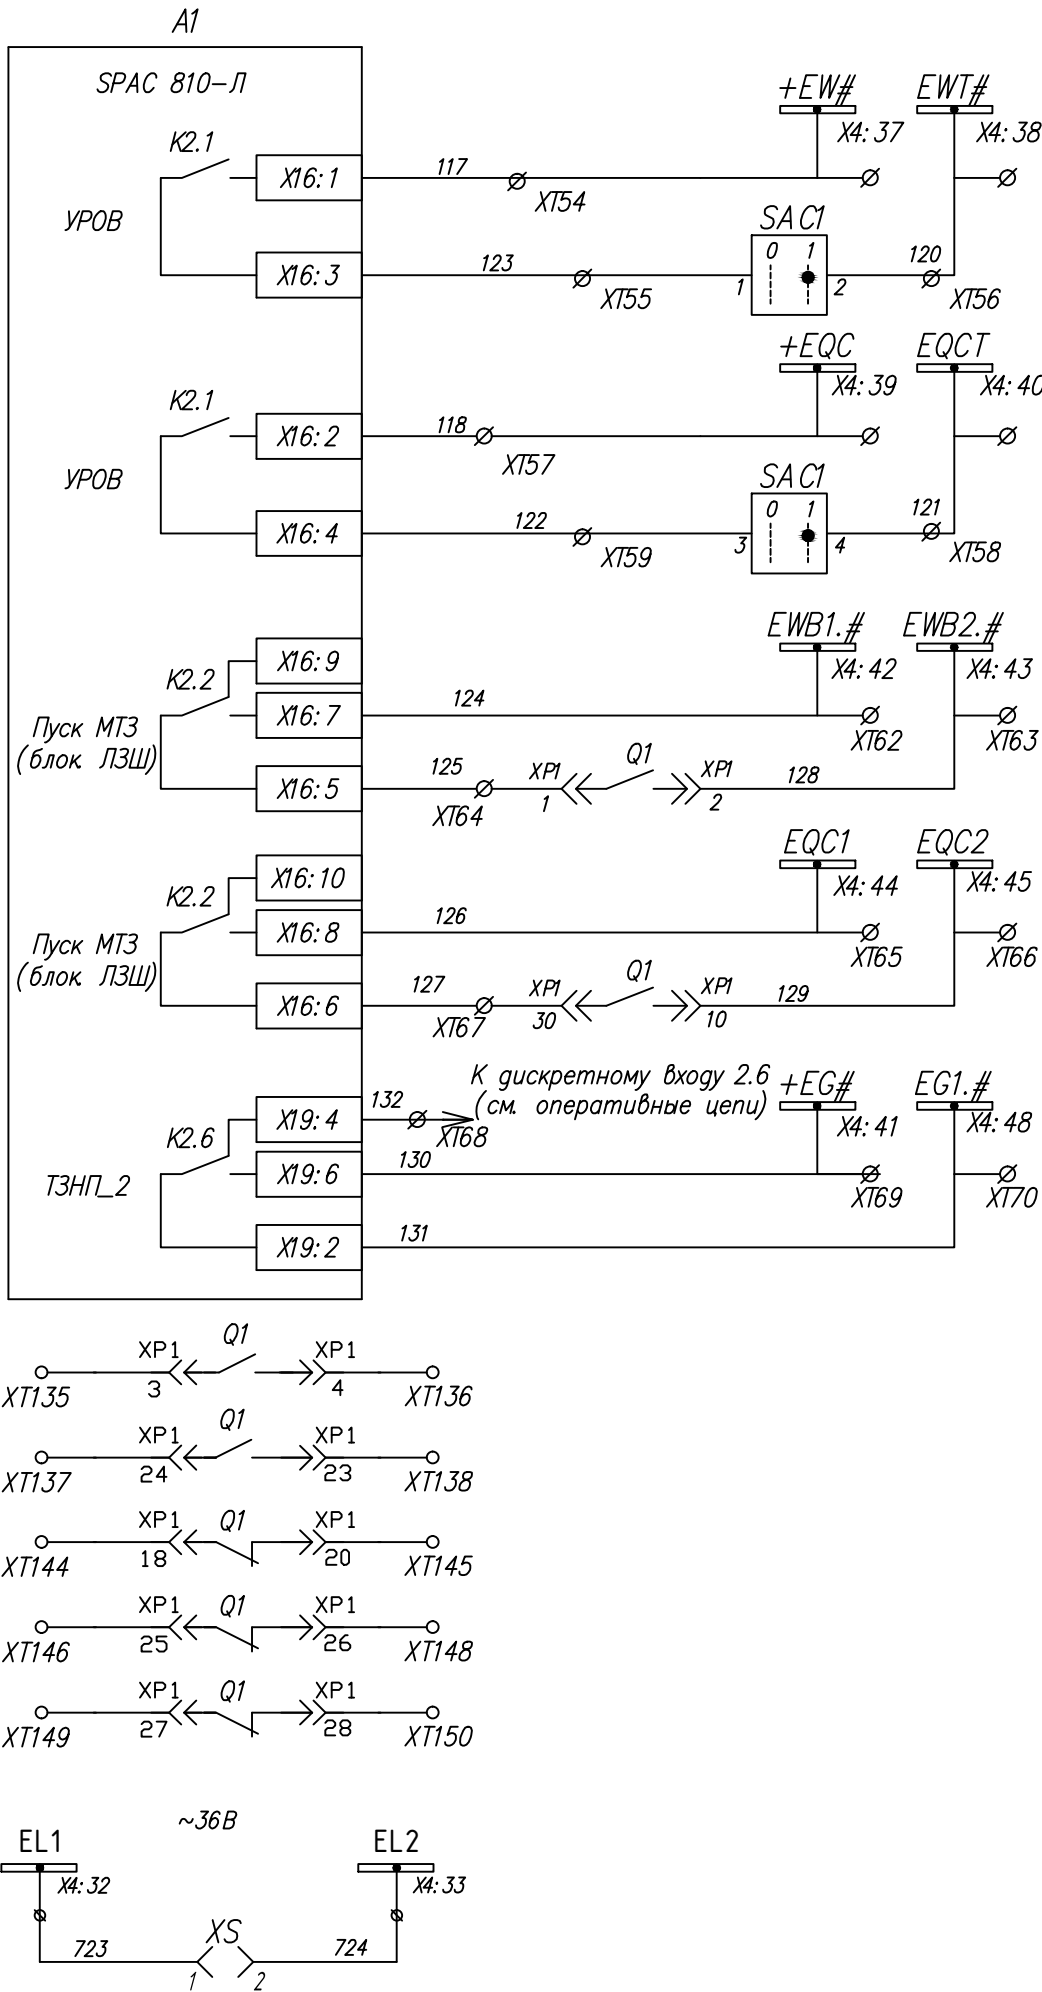 A1
SPAC 810-Л
+EW# EWT#
X4:37 X4:38
К2.1
X16:1 117 XT54
УРОВ
SAC1
0 1
X16:3 123 XT55 1 2 120 XT56
+EQC EQCT
X4:39 X4:40
К2.1
X16:2 118 XT57
УРОВ
SAC1
0 1
X16:4 122 XT59 3 4 121 XT58
EWB1.# EWB2.#
X16:9 X4:42 X4:43
К2.2
X16:7 124 XT62 XT63
Пуск МТЗ
(блок. ЛЗШ)
X16:5 125 XT64 XP1 1 Q1 XP1 2 128
EQC1 EQC2
X16:10 X4:44 X4:45
К2.2
X16:8 126 XT65 XT66
Пуск МТЗ
(блок. ЛЗШ)
X16:6 127 XT67 XP1 30 Q1 XP1 10 129
К дискретному входу 2.6
(см. оперативные цепи)
+EG# EG1.#
X19:4 132 XT68 X4:41 X4:48
К2.6
X19:6 130 XT69 XT70
ТЗНП_2
X19:2 131
XP1 Q1 XP1
XT135 3 4 XT136
XP1 Q1 XP1
XT137 24 23 XT138
XP1 Q1 XP1
XT144 18 20 XT145
XP1 Q1 XP1
XT146 25 26 XT148
XP1 Q1 XP1
XT149 27 28 XT150
~36В
EL1 EL2
X4:32 X4:33
723 XS 724
1 2